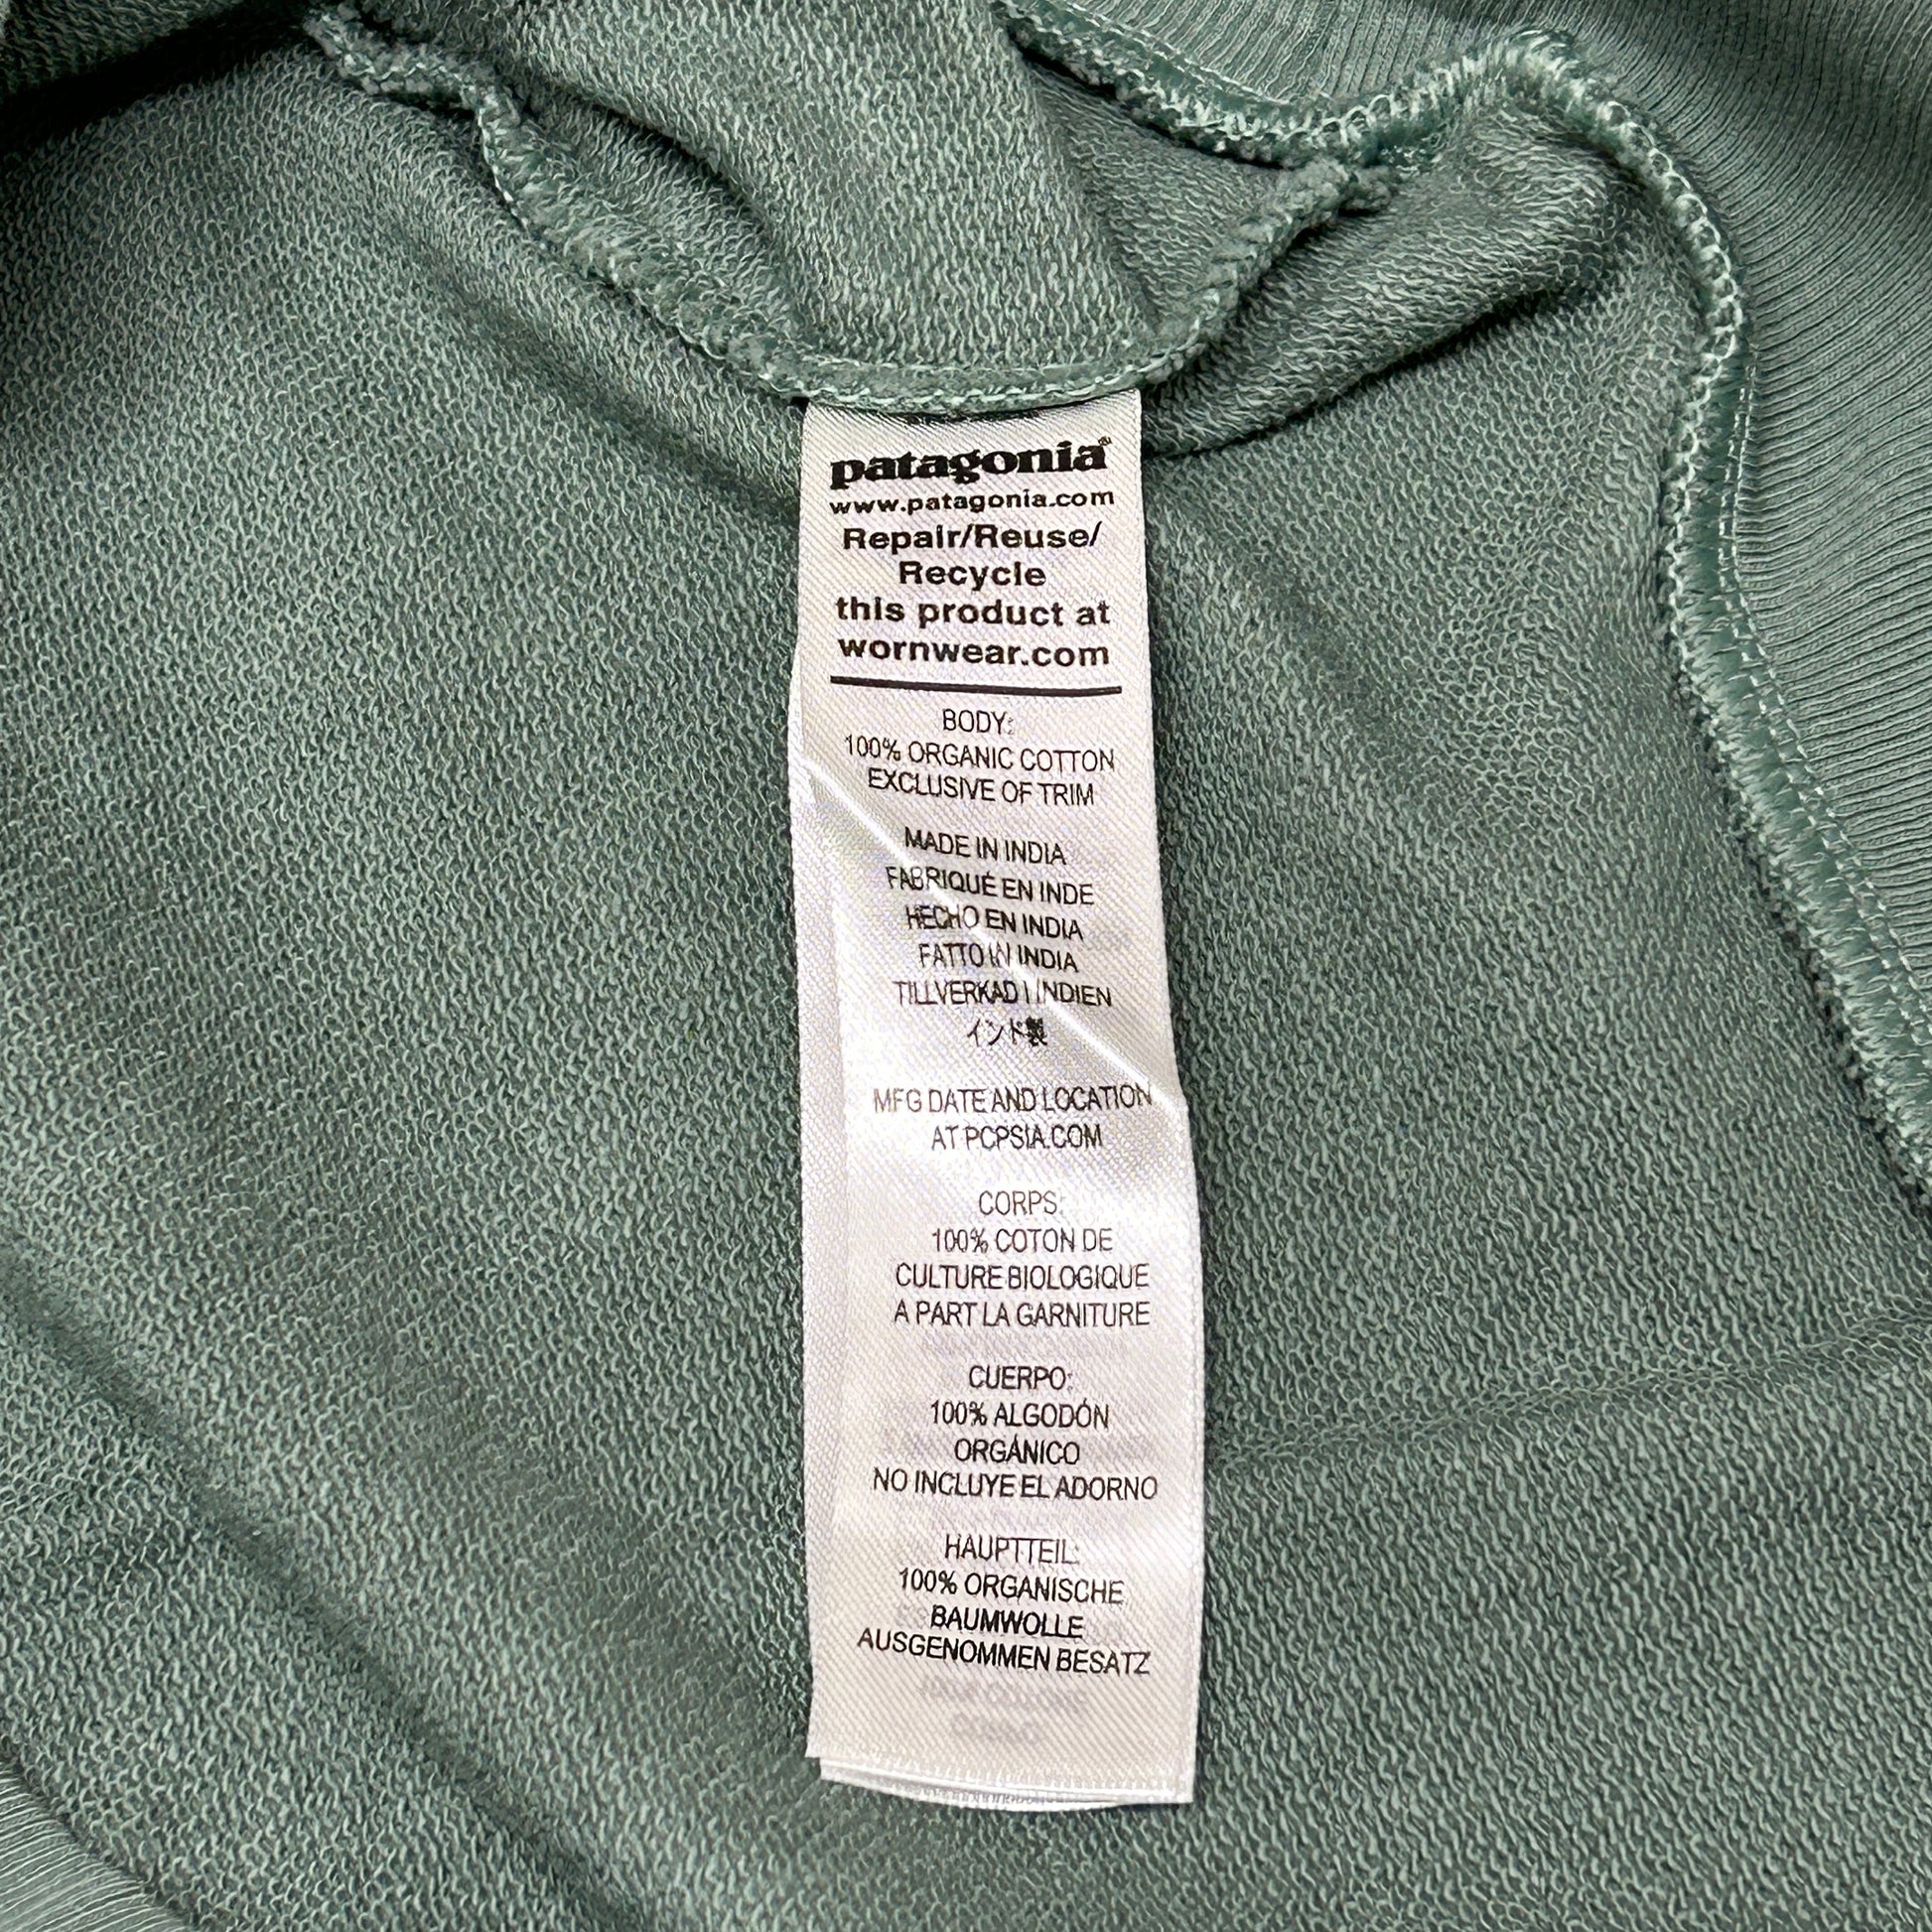 patagonia®
www.patagonia.com
Repair/Reuse/
Recycle
this product at
wornwear.com
BODY:
100% ORGANIC COTTON
EXCLUSIVE OF TRIM
MADE IN INDIA
FABRIQUÉ EN INDE
HECHO EN INDIA
FATTO IN INDIA
TILLVERKAD I INDIEN
インド製
MFG DATE AND LOCATION
AT PCPSIA.COM
CORPS:
100% COTON DE
CULTURE BIOLOGIQUE
A PART LA GARNITURE
CUERPO:
100% ALGODÓN
ORGÁNICO
NO INCLUYE EL ADORNO
HAUPTTEIL:
100% ORGANISCHE
BAUMWOLLE
AUSGENOMMEN BESATZ